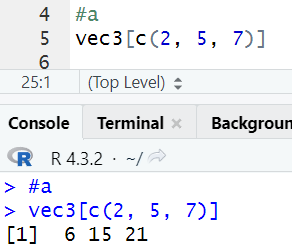 4 #a
5 vec3[c(2, 5, 7)]
6
25:1 (Top Level)
Console Terminal Backgroun
R R 4.3.2 · ~/
> #a
> vec3[c(2, 5, 7)]
[1]  6 15 21